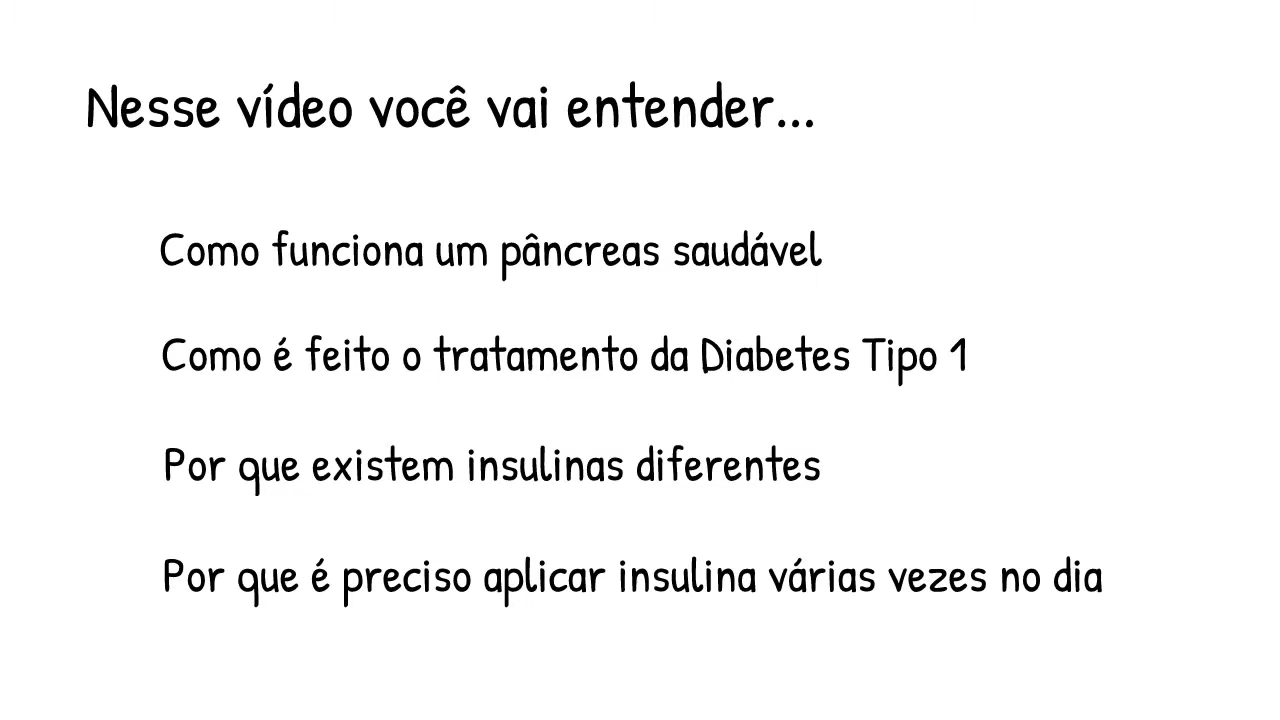 Nesse vídeo você vai entender...
Como funciona um pâncreas saudável
Como é feito o tratamento da Diabetes Tipo 1
Por que existem insulinas diferentes
Por que é preciso aplicar insulina várias vezes no dia